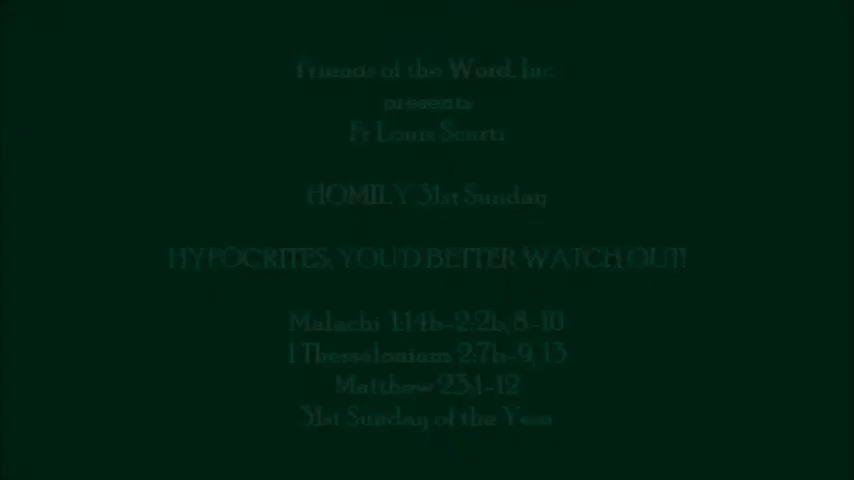 Friends of the Word, Inc.
presents
Fr Louis Scurti
HOMILY 31st Sunday
HYPOCRITES, YOU'D BETTER WATCH OUT!
Malachi 1:14b-2:2b, 8-10
1 Thessalonians 2:7b-9, 13
Matthew 23:1-12
31st Sunday of the Year